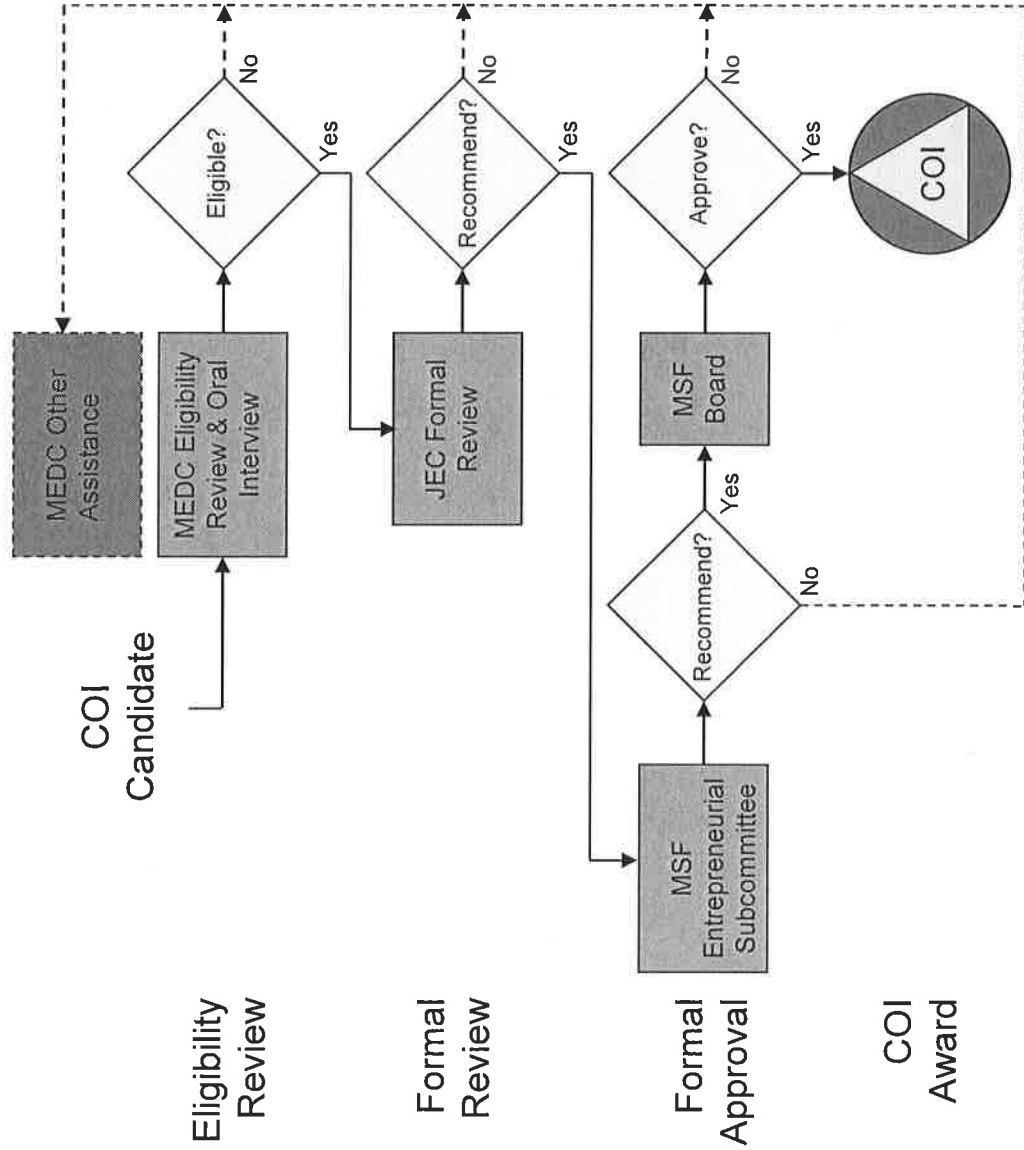 COI
Candidate
MEDC Other
Assistance
Eligibility
Review
MEDC Eligibility
Review & Oral
Interview
Eligible?
No
Yes
Formal
Review
JEC Formal
Review
Recommend?
No
Yes
Formal
Approval
MSF
Entrepreneurial
Subcommittee
Recommend?
Yes
No
MSF
Board
Approve?
No
Yes
COI
Award
COI